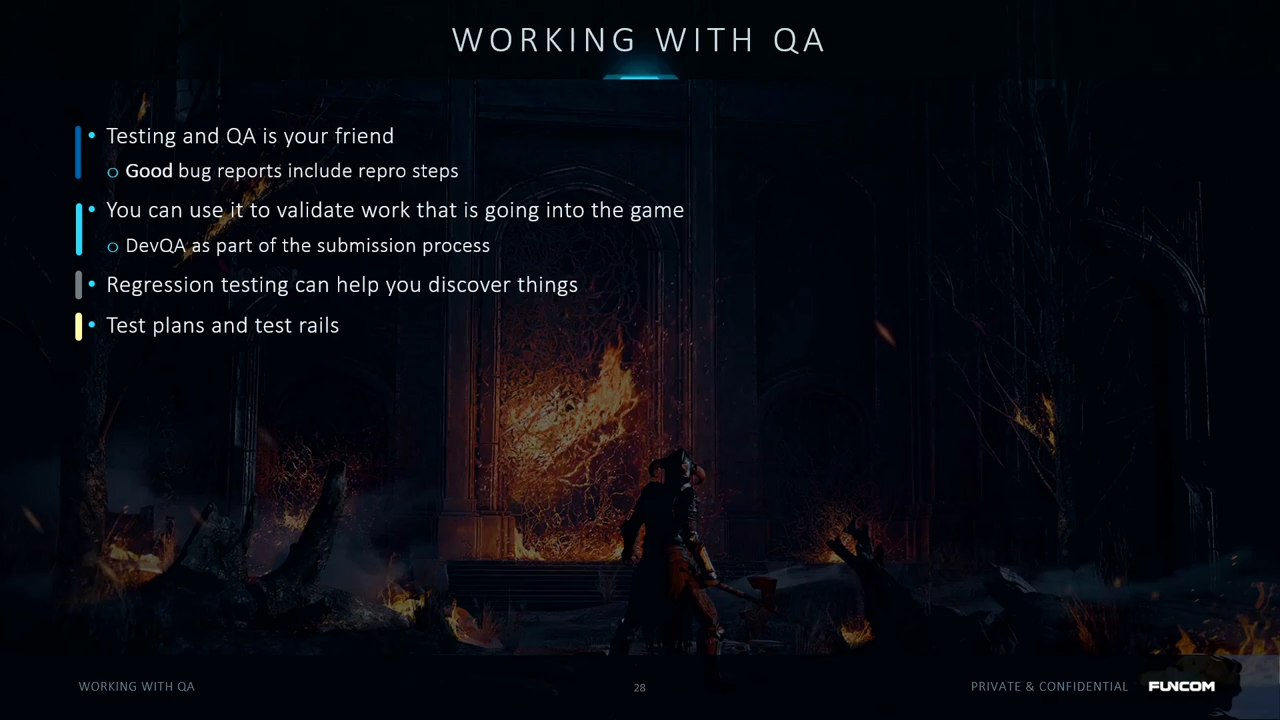 WORKING WITH QA
• Testing and QA is your friend
o Good bug reports include repro steps
• You can use it to validate work that is going into the game
o DevQA as part of the submission process
• Regression testing can help you discover things
• Test plans and test rails
WORKING WITH QA
28
PRIVATE & CONFIDENTIAL
FUNCOM